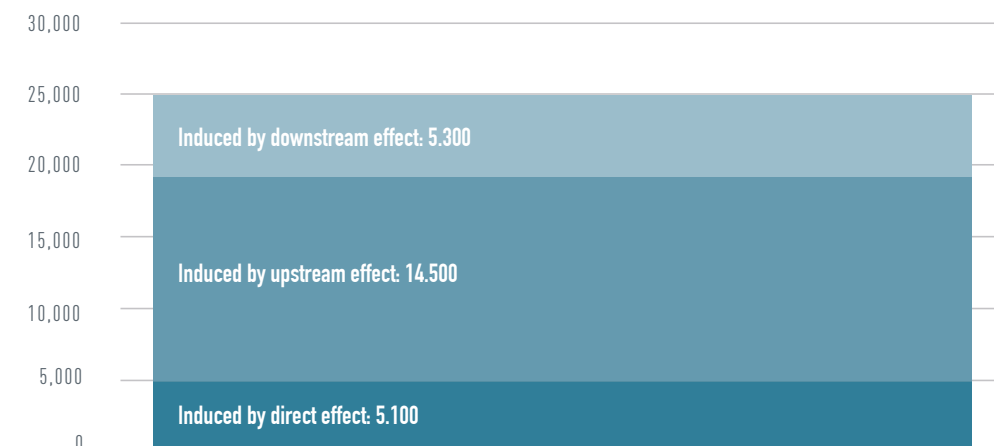 30,000
25,000
Induced by downstream effect: 5.300
20,000
15,000
Induced by upstream effect: 14.500
10,000
5,000
Induced by direct effect: 5.100
0